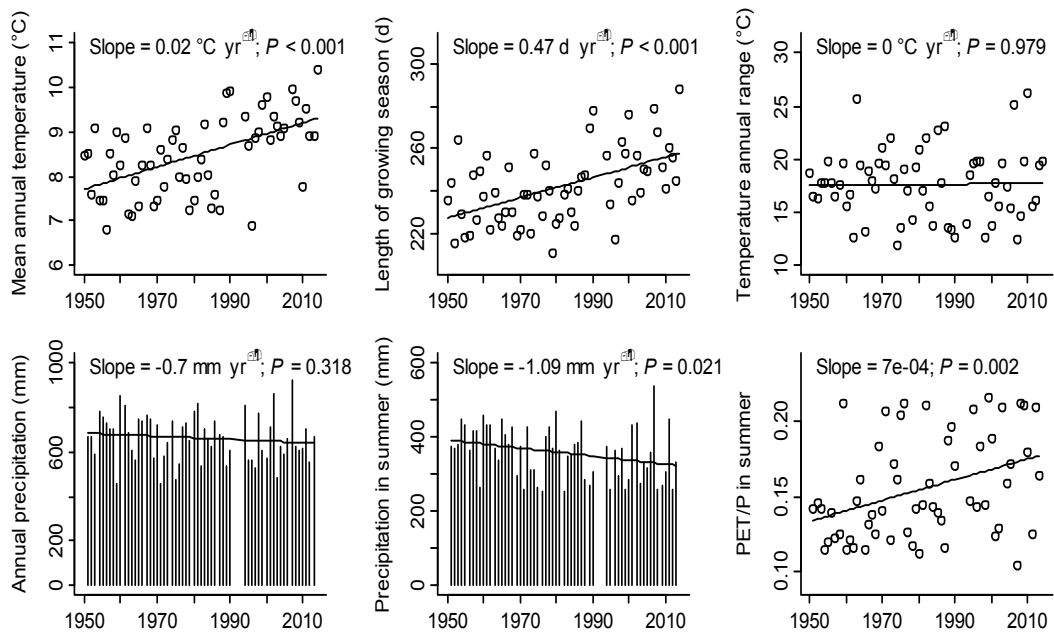 Slope = 0.02 °C yr ; P < 0.001
Mean annual temperature (°C)
11
10
9
8
7
6
1950 1970 1990 2010
Slope = 0.47 d yr ; P < 0.001
Length of growing season (d)
300
260
220
1950 1970 1990 2010
Slope = 0 °C yr ; P = 0.979
Temperature annual range (°C)
30
25
20
15
10
1950 1970 1990 2010
Slope = -0.7 mm yr ; P = 0.318
Annual precipitation (mm)
1000
600
200
0
1950 1970 1990 2010
Slope = -1.09 mm yr ; P = 0.021
Precipitation in summer (mm)
600
400
200
0
1950 1970 1990 2010
Slope = 7e-04; P = 0.002
PET/P in summer
0.20
0.15
0.10
1950 1970 1990 2010